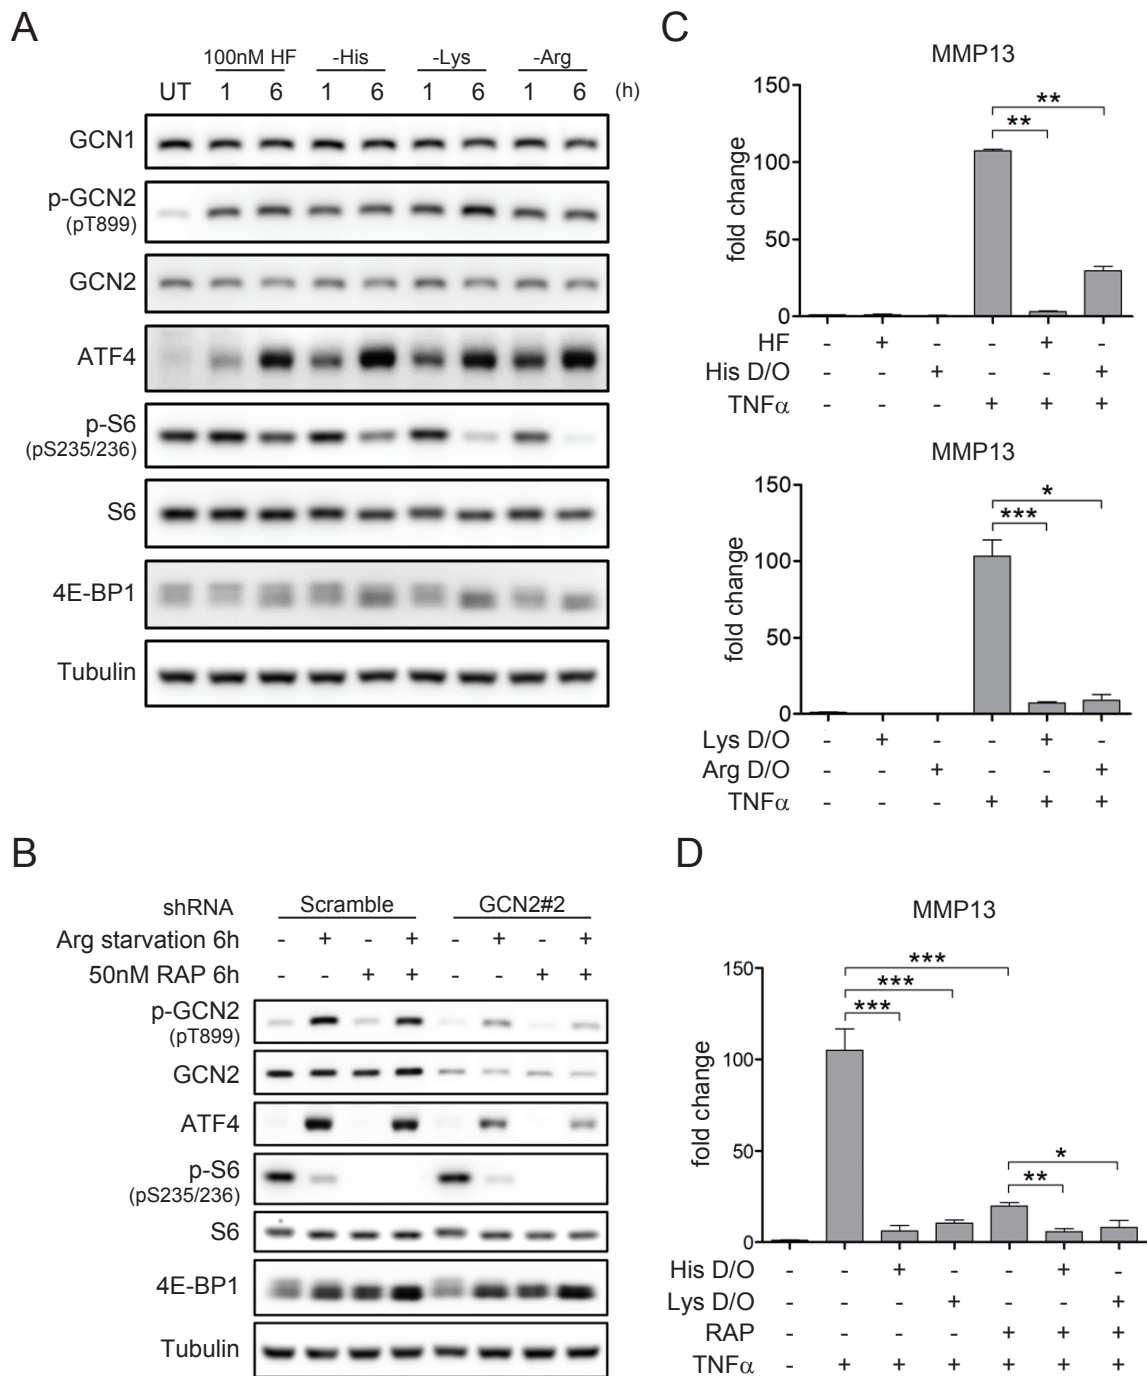 A
100nM HF -His -Lys -Arg
UT 1 6 1 6 1 6 1 6 (h)
GCN1
p-GCN2
(pT899)
GCN2
ATF4
p-S6
(pS235/236)
S6
4E-BP1
Tubulin
B
shRNA Scramble GCN2#2
Arg starvation 6h - + - + - + - +
50nM RAP 6h - - + + - - + +
p-GCN2
(pT899)
GCN2
ATF4
p-S6
(pS235/236)
S6
4E-BP1
Tubulin
C
MMP13
150
100
50
0
fold change
**
**
HF - + - - + -
His D/O - - + - - +
TNFα - - - + + +
MMP13
150
100
50
0
fold change
*
***
Lys D/O - + - - + -
Arg D/O - - + - - +
TNFα - - - + + +
D
MMP13
150
100
50
0
fold change
***
***
***
*
**
His D/O - - + - - + -
Lys D/O - - - + - - +
RAP - - - - + + +
TNFα - + + + + + +